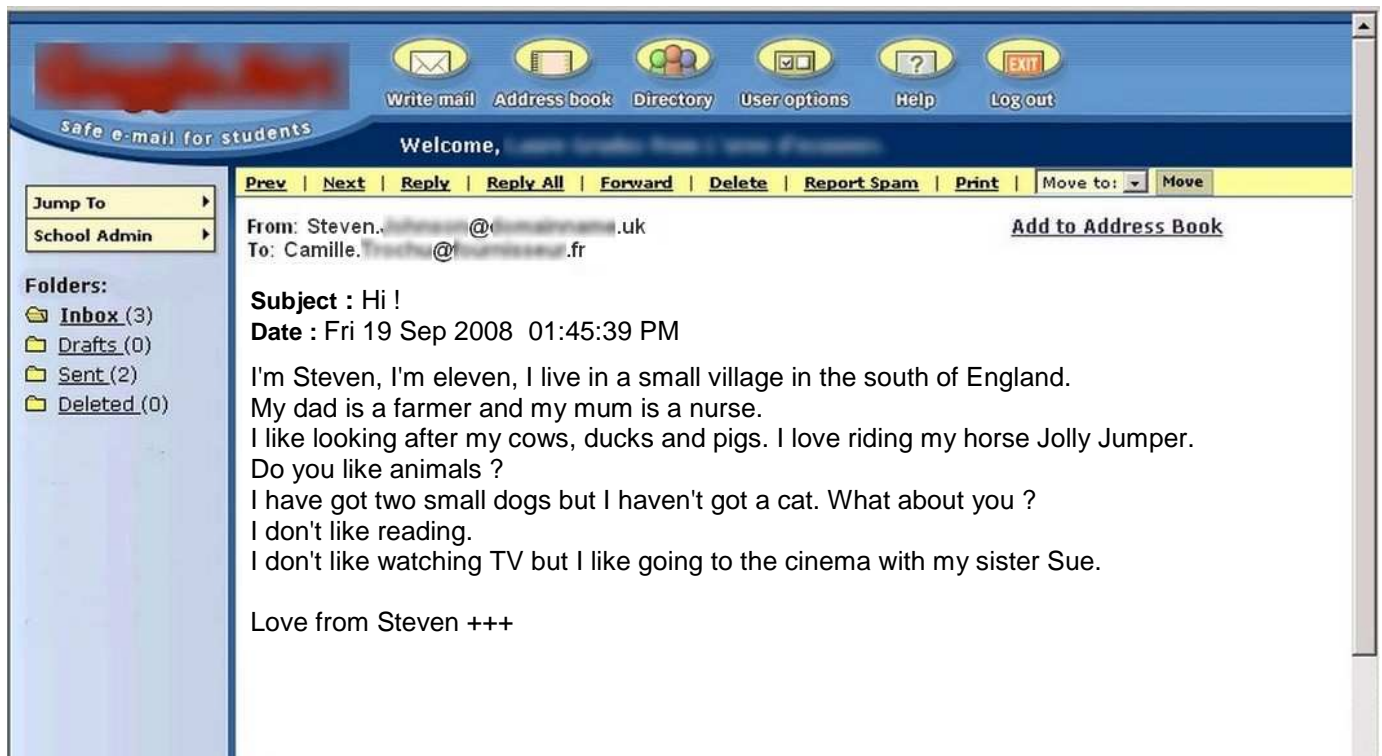 Write mail Address book Directory User options Help EXIT Log out
Safe e-mail for students
Welcome,
Prev | Next | Reply | Reply All | Forward | Delete | Report Spam | Print | Move to: Move
Jump To
School Admin
From: Steven. @ .uk
Add to Address Book
To: Camille. @ .fr
Folders:
Inbox (3)
Drafts (0)
Sent (2)
Deleted (0)
Subject : Hi !
Date : Fri 19 Sep 2008 01:45:39 PM
I'm Steven, I'm eleven, I live in a small village in the south of England.
My dad is a farmer and my mum is a nurse.
I like looking after my cows, ducks and pigs. I love riding my horse Jolly Jumper.
Do you like animals ?
I have got two small dogs but I haven't got a cat. What about you ?
I don't like reading.
I don't like watching TV but I like going to the cinema with my sister Sue.
Love from Steven +++